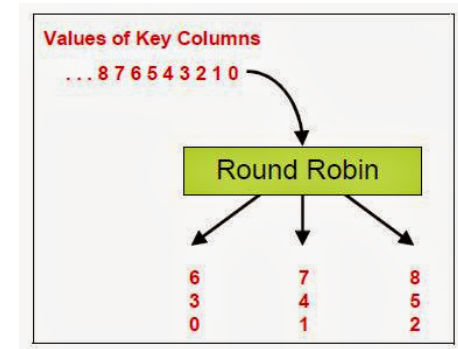 Values of Key Columns
...8 7 6 5 4 3 2 1 0
Round Robin
6 7 8
3 4 5
0 1 2